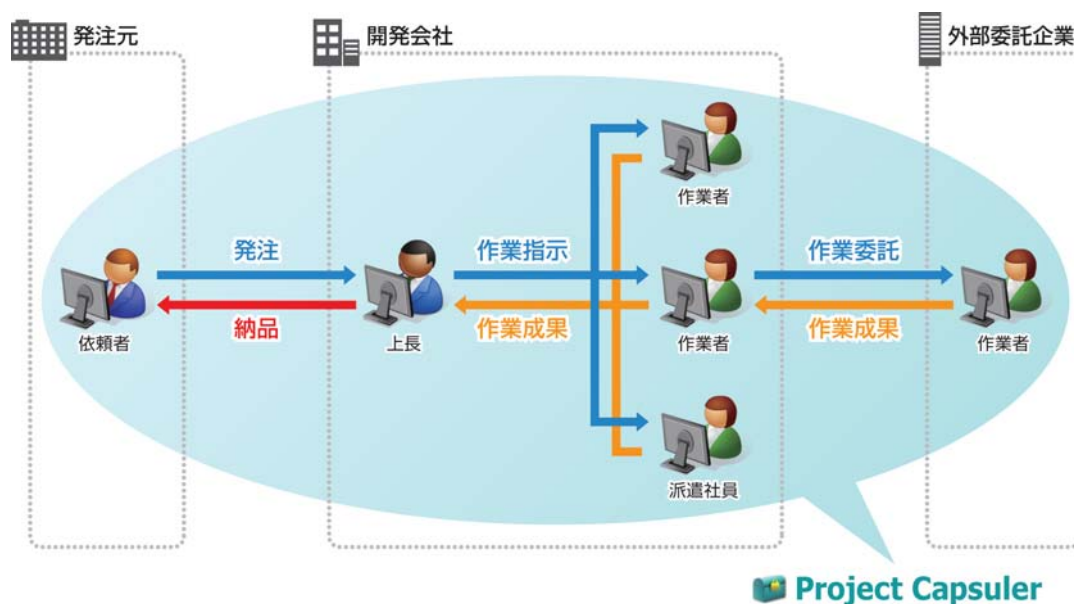 発注元
開発会社
外部委託企業
作業者
発注
作業指示
作業委託
納品
作業成果
作業成果
依頼者
上長
作業者
作業者
派遣社員
Project Capsuler